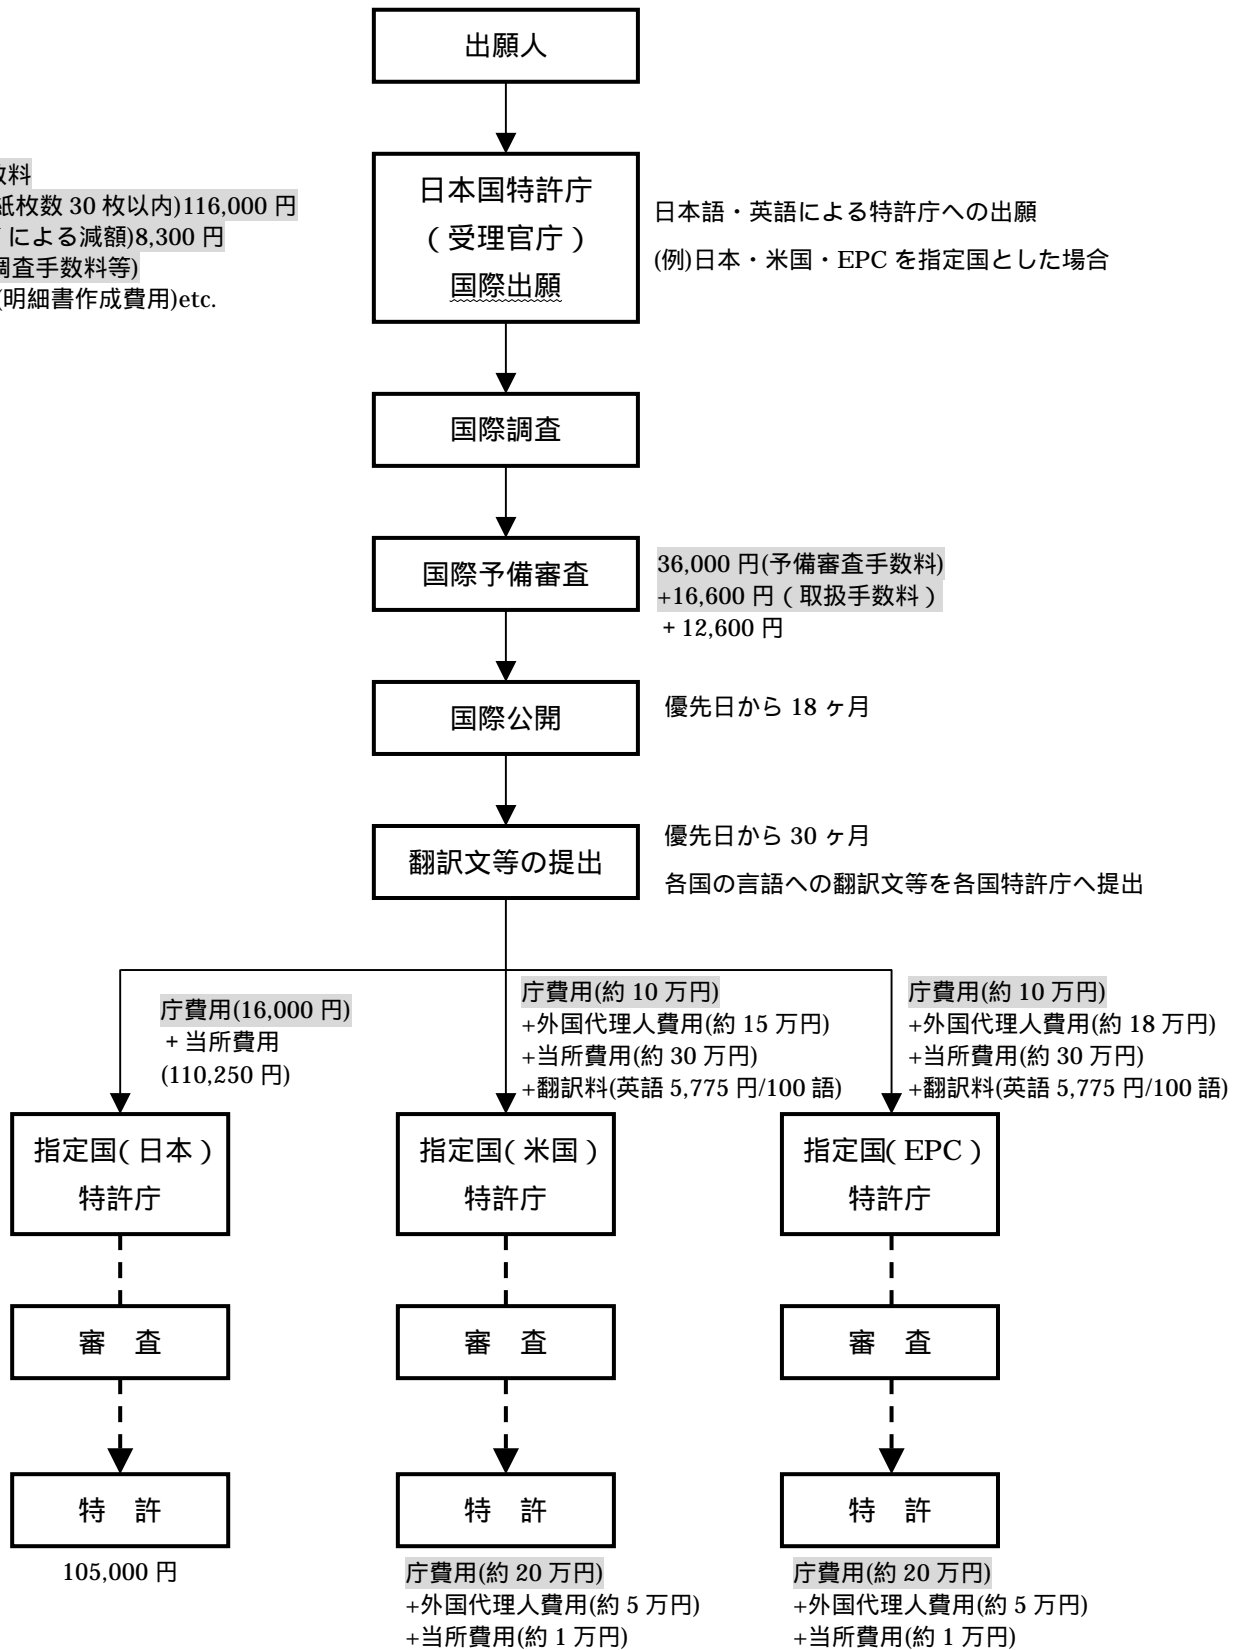 出願人
日本国特許庁
（受理官庁）
国際出願
数料
紙枚数 30 枚以内)116,000 円
による減額)8,300 円
調査手数料等)
(明細書作成費用)etc.
日本語・英語による特許庁への出願
(例)日本・米国・EPC を指定国とした場合
国際調査
国際予備審査
36,000 円(予備審査手数料)
+16,600 円（取扱手数料）
+12,600 円
国際公開
優先日から 18 ヶ月
翻訳文等の提出
優先日から 30 ヶ月
各国の言語への翻訳文等を各国特許庁へ提出
庁費用(16,000 円)
+当所費用
(110,250 円)
庁費用(約 10 万円)
+外国代理人費用(約 15 万円)
+当所費用(約 30 万円)
+翻訳料(英語 5,775 円/100 語)
庁費用(約 10 万円)
+外国代理人費用(約 18 万円)
+当所費用(約 30 万円)
+翻訳料(英語 5,775 円/100 語)
指定国(日本)
特許庁
指定国(米国)
特許庁
指定国(EPC)
特許庁
審　査
審　査
審　査
特　許
特　許
特　許
105,000 円
庁費用(約 20 万円)
+外国代理人費用(約 5 万円)
+当所費用(約 1 万円)
庁費用(約 20 万円)
+外国代理人費用(約 5 万円)
+当所費用(約 1 万円)